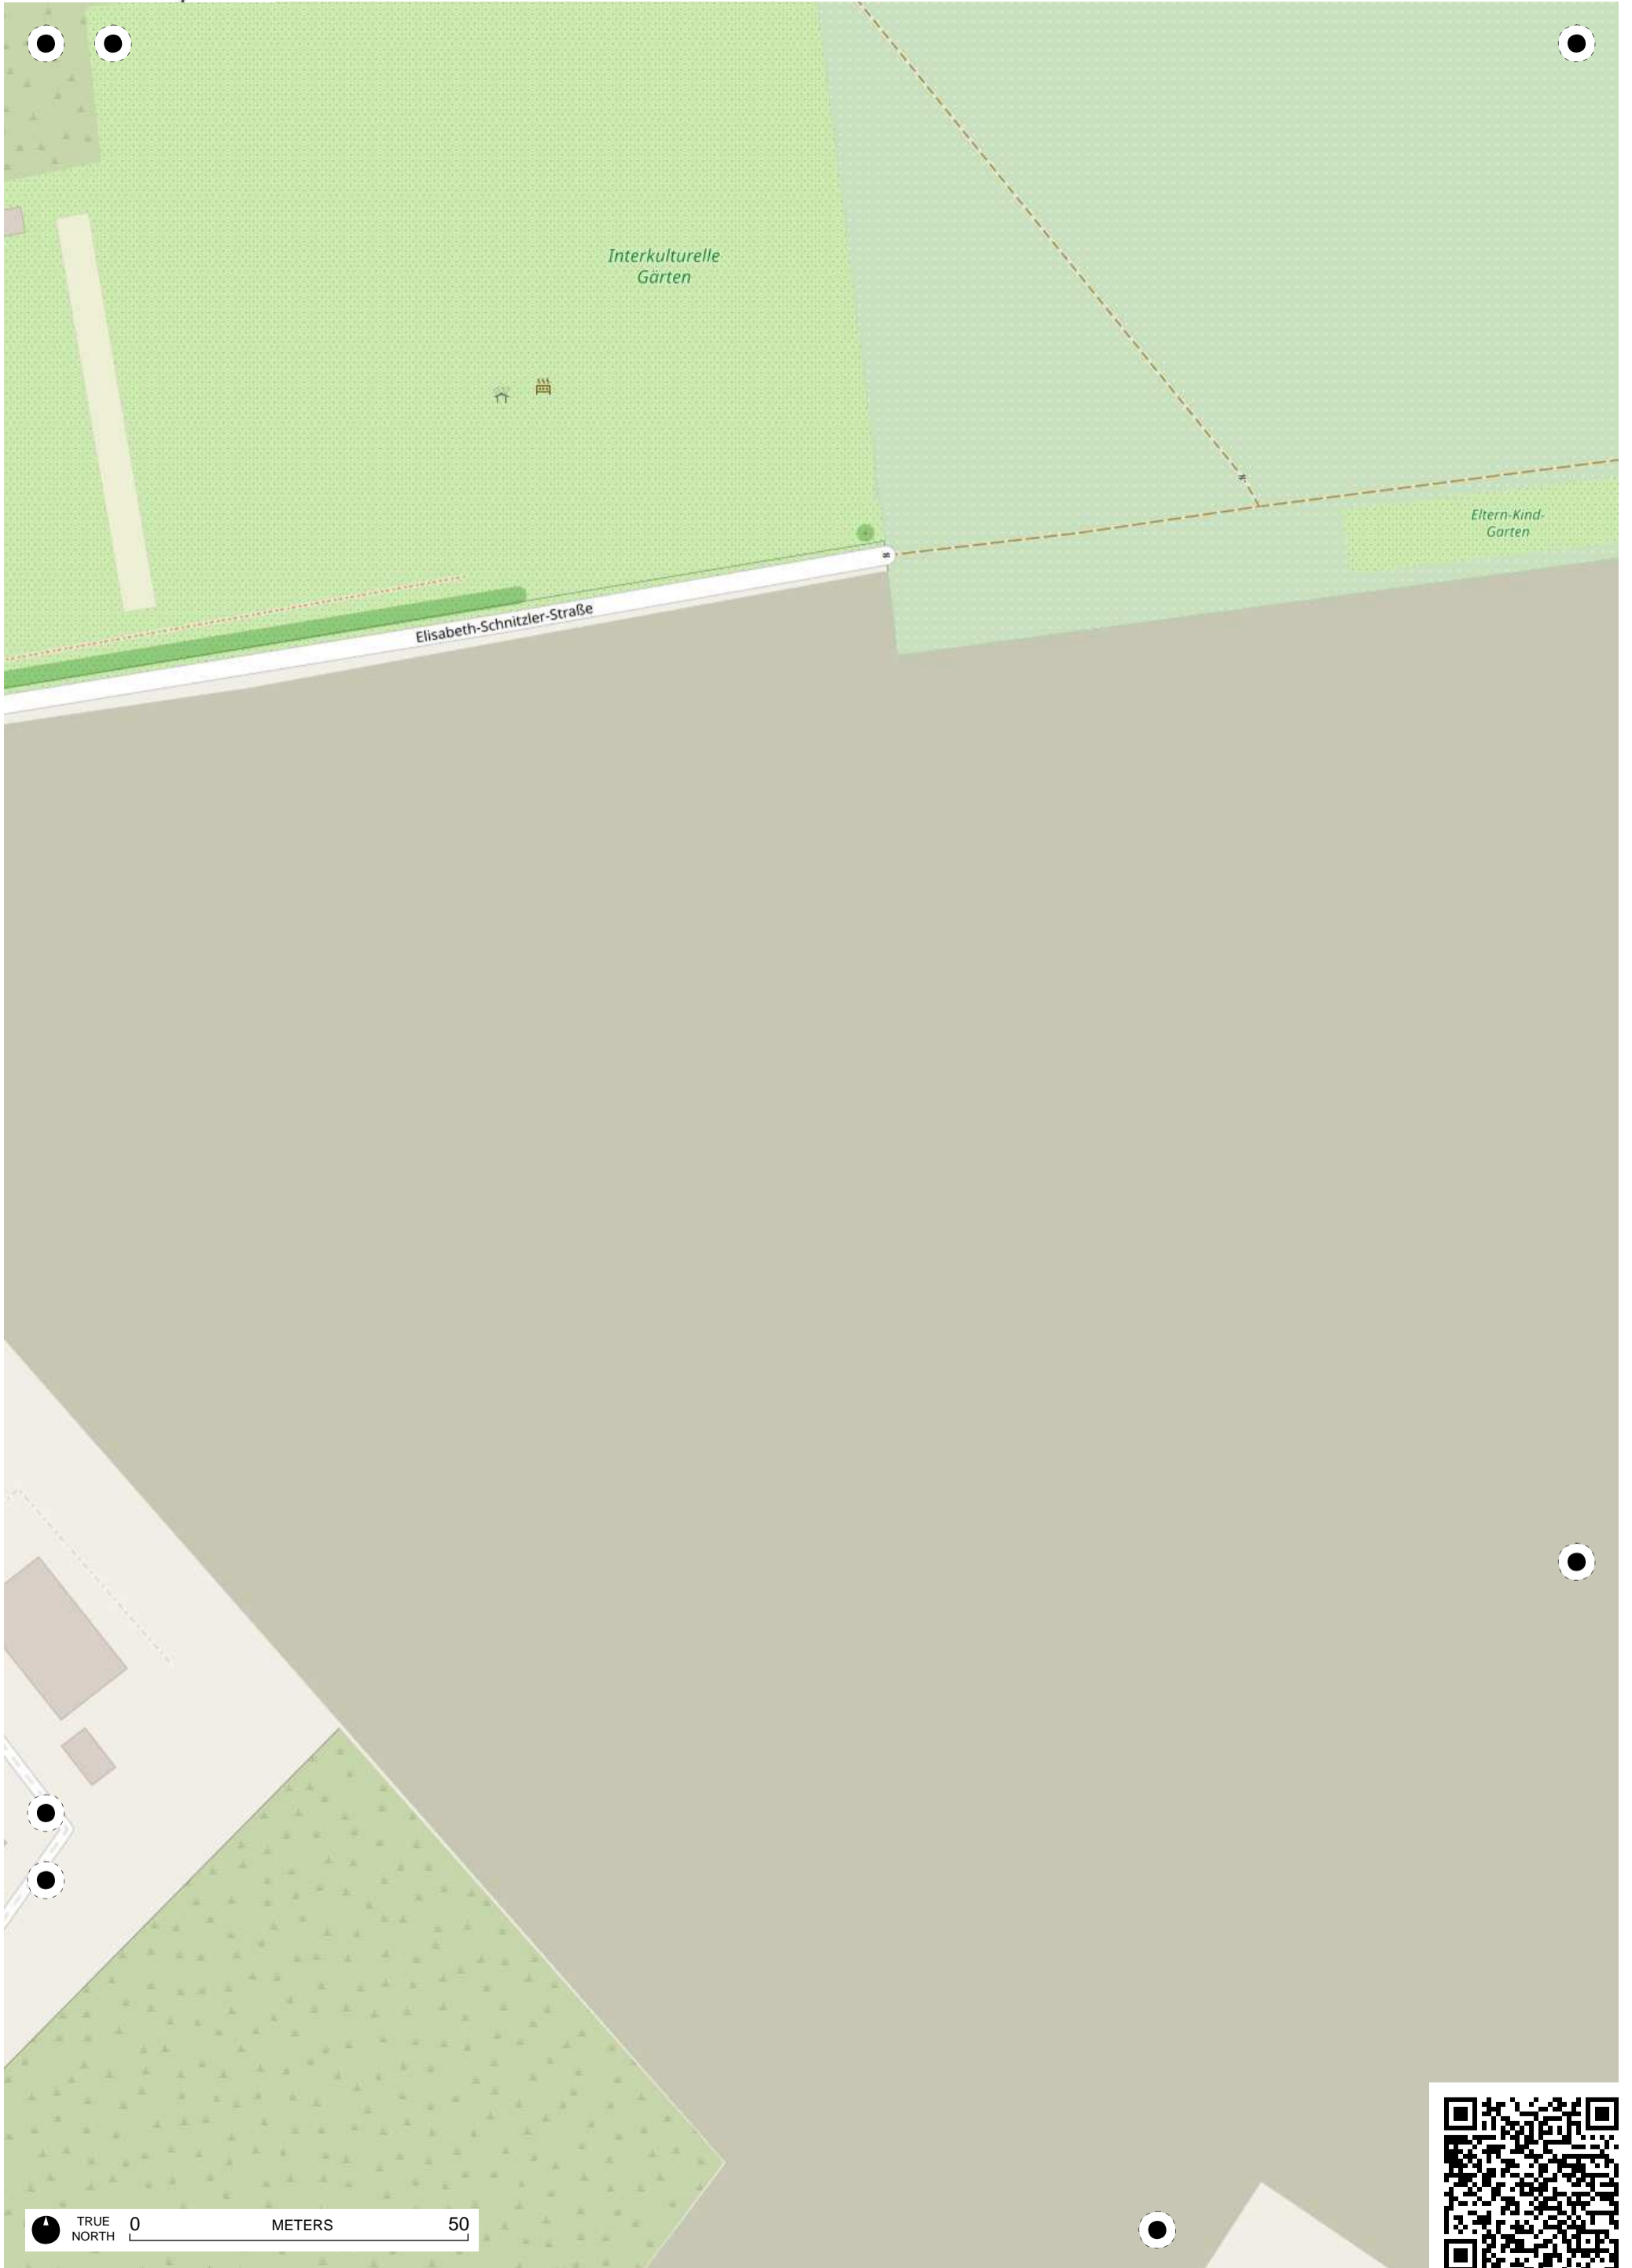 Interkulturelle
Gärten
Eltern-Kind-
Garten
Elisabeth-Schnitzler-Straße
TRUE
NORTH
0 METERS 50